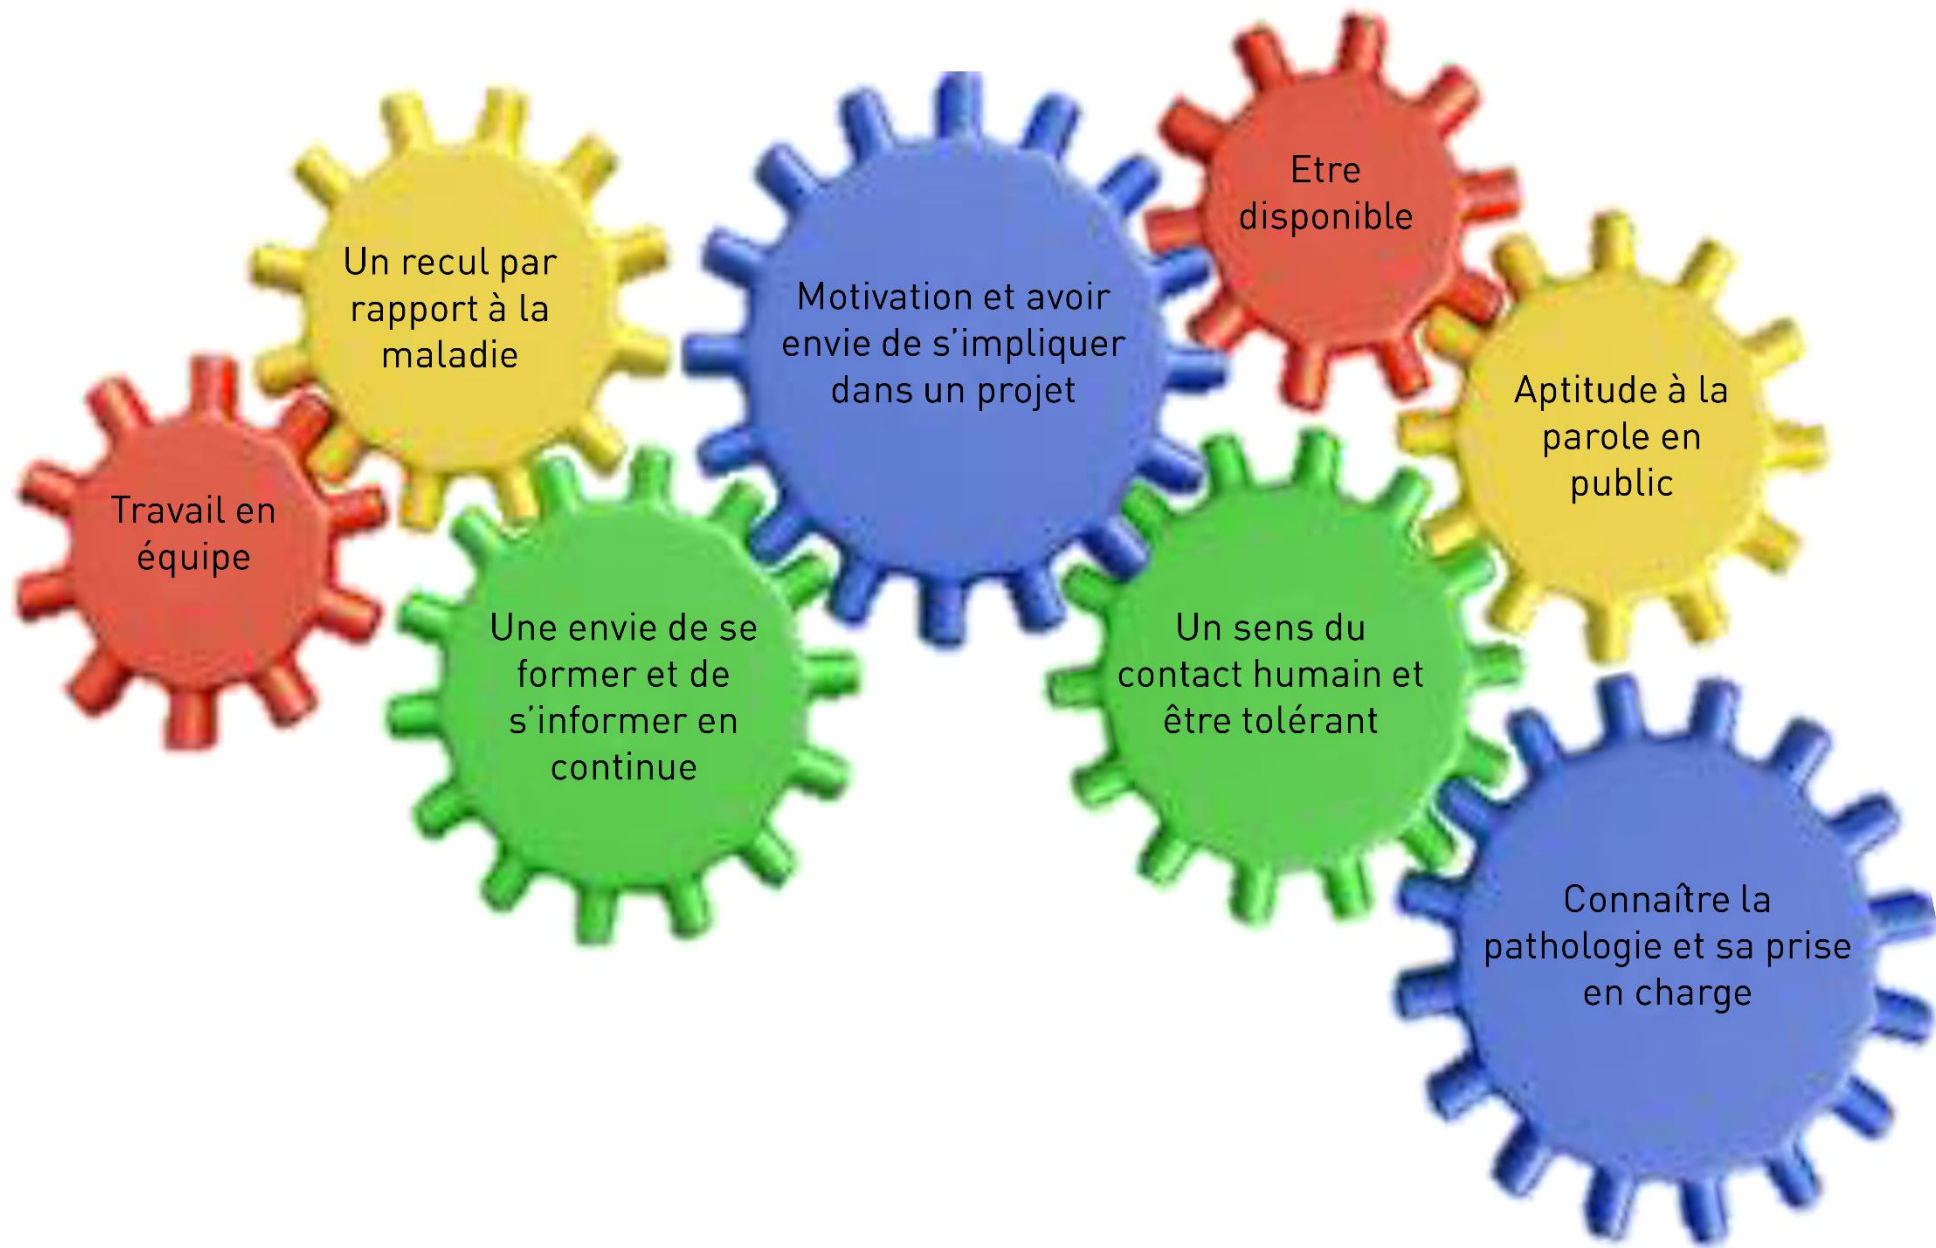 Etre
disponible
Un recul par
rapport à la
maladie
Motivation et avoir
envie de s'impliquer
dans un projet
Aptitude à la
parole en
public
Travail en
équipe
Une envie de se
former et de
s'informer en
continue
Un sens du
contact humain et
être tolérant
Connaître la
pathologie et sa prise
en charge